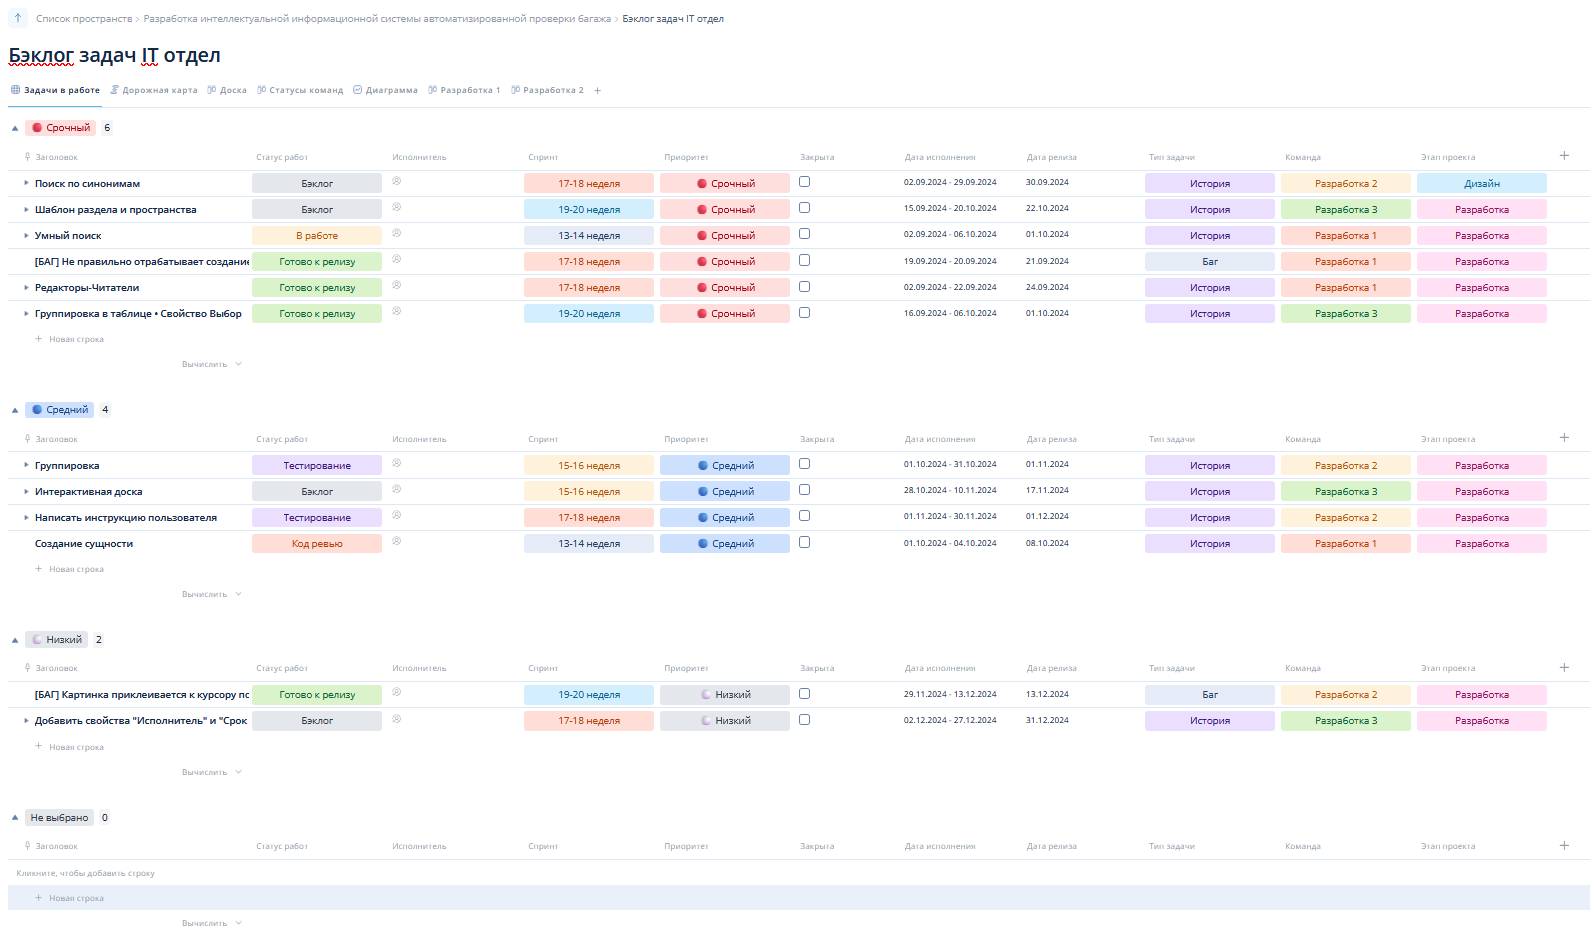 Список пространств > Разработка интеллектуальной информационной системы автоматизированной проверки багажа > Бэклог задач IT отдел
Бэклог задач IT отдел
Задачи в работе Дорожная карта Доска Статусы команд Диаграмма Разработка 1 Разработка 2 +
Срочный 6
Заголовок Статус работ Исполнитель Спринт Приоритет Закрыта Дата исполнения Дата релиза Тип задачи Команда Этап проекта +
Поиск по синонимам Бэклог 17-18 неделя Срочный 02.09.2024 - 29.09.2024 30.09.2024 История Разработка 2 Дизайн
Шаблон раздела и пространства Бэклог 19-20 неделя Срочный 15.09.2024 - 20.10.2024 22.10.2024 История Разработка 3 Разработка
Умный поиск В работе 13-14 неделя Срочный 02.09.2024 - 06.10.2024 01.10.2024 История Разработка 1 Разработка
[БАГ] Не правильно отрабатывает создание Готово к релизу 17-18 неделя Срочный 19.09.2024 - 20.09.2024 21.09.2024 Баг Разработка 1 Разработка
Редакторы-Читатели Готово к релизу 17-18 неделя Срочный 02.09.2024 - 22.09.2024 24.09.2024 История Разработка 1 Разработка
Группировка в таблице • Свойство Выбор Готово к релизу 19-20 неделя Срочный 16.09.2024 - 06.10.2024 01.10.2024 История Разработка 3 Разработка
+ Новая строка
Вычислить
Средний 4
Заголовок Статус работ Исполнитель Спринт Приоритет Закрыта Дата исполнения Дата релиза Тип задачи Команда Этап проекта +
Группировка Тестирование 15-16 неделя Средний 01.10.2024 - 31.10.2024 01.11.2024 История Разработка 2 Разработка
Интерактивная доска Бэклог 15-16 неделя Средний 28.10.2024 - 10.11.2024 17.11.2024 История Разработка 3 Разработка
Написать инструкцию пользователя Тестирование 17-18 неделя Средний 01.11.2024 - 30.11.2024 01.12.2024 История Разработка 2 Разработка
Создание сущности Код ревью 13-14 неделя Средний 01.10.2024 - 04.10.2024 08.10.2024 История Разработка 1 Разработка
+ Новая строка
Вычислить
Низкий 2
Заголовок Статус работ Исполнитель Спринт Приоритет Закрыта Дата исполнения Дата релиза Тип задачи Команда Этап проекта +
[БАГ] Картинка приклеивается к курсору пс Готово к релизу 19-20 неделя Низкий 29.11.2024 - 13.12.2024 13.12.2024 Баг Разработка 2 Разработка
Добавить свойства "Исполнитель" и "Срок Бэклог 17-18 неделя Низкий 02.12.2024 - 27.12.2024 31.12.2024 История Разработка 3 Разработка
+ Новая строка
Вычислить
Не выбрано 0
Заголовок Статус работ Исполнитель Спринт Приоритет Закрыта Дата исполнения Дата релиза Тип задачи Команда Этап проекта +
Кликните, чтобы добавить строку
+ Новая строка
Вычислить